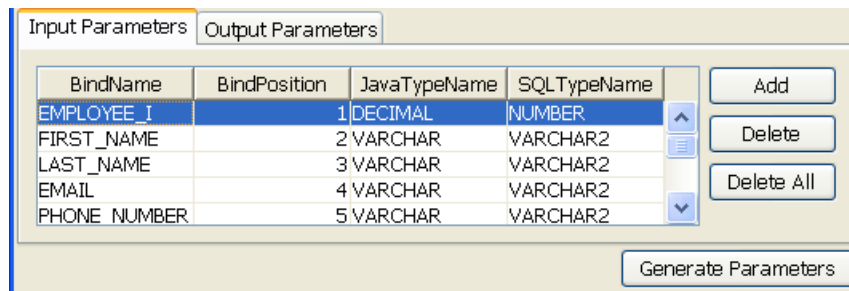 Input Parameters Output Parameters
BindName BindPosition JavaTypeName SQLTypeName Add
EMPLOYEE_I 1 DECIMAL NUMBER
FIRST_NAME 2 VARCHAR VARCHAR2 Delete
LAST_NAME 3 VARCHAR VARCHAR2
EMAIL 4 VARCHAR VARCHAR2 Delete All
PHONE_NUMBER 5 VARCHAR VARCHAR2
Generate Parameters